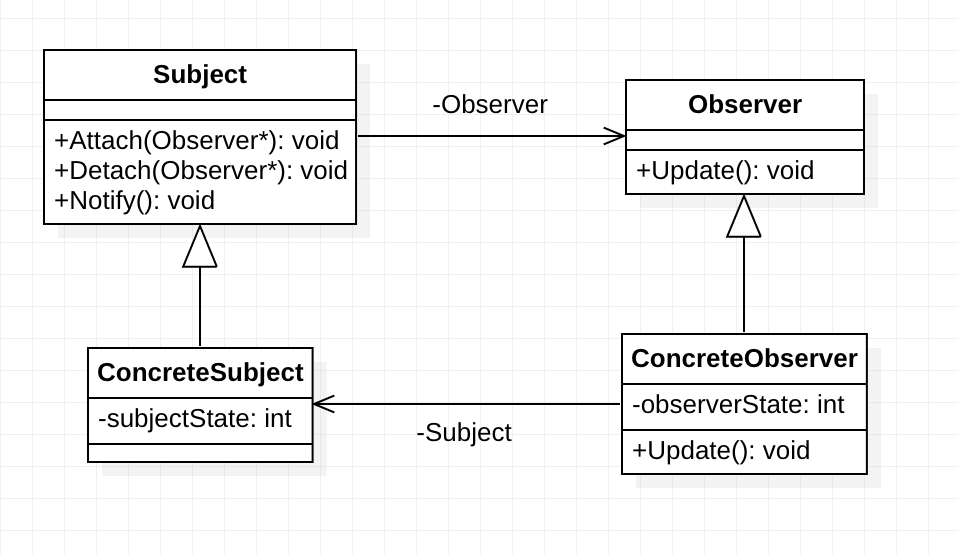 Subject
+Attach(Observer*): void
+Detach(Observer*): void
+Notify(): void
-Observer
Observer
+Update(): void
ConcreteSubject
-subjectState: int
-Subject
ConcreteObserver
-observerState: int
+Update(): void